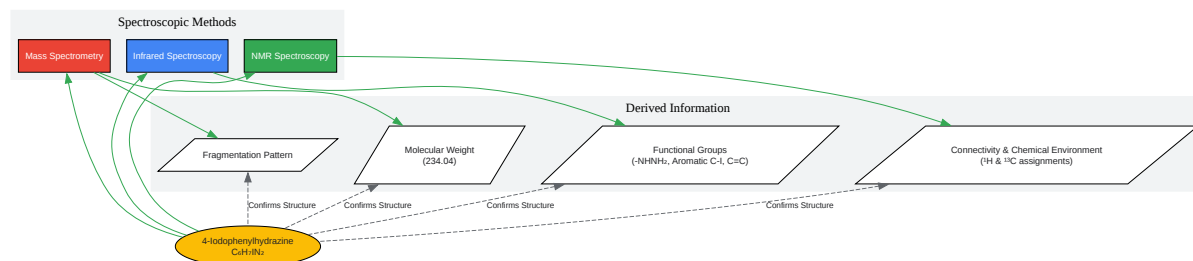 Spectroscopic Methods
Mass Spectrometry
Infrared Spectroscopy
NMR Spectroscopy
Derived Information
Fragmentation Pattern
Molecular Weight
(234.04)
Functional Groups
(-NHNH₂, Aromatic C-I, C=C)
Connectivity & Chemical Environment
(¹H & ¹³C assignments)
Confirms Structure
Confirms Structure
Confirms Structure
Confirms Structure
4-Iodophenylhydrazine
C₆H₇IN₂